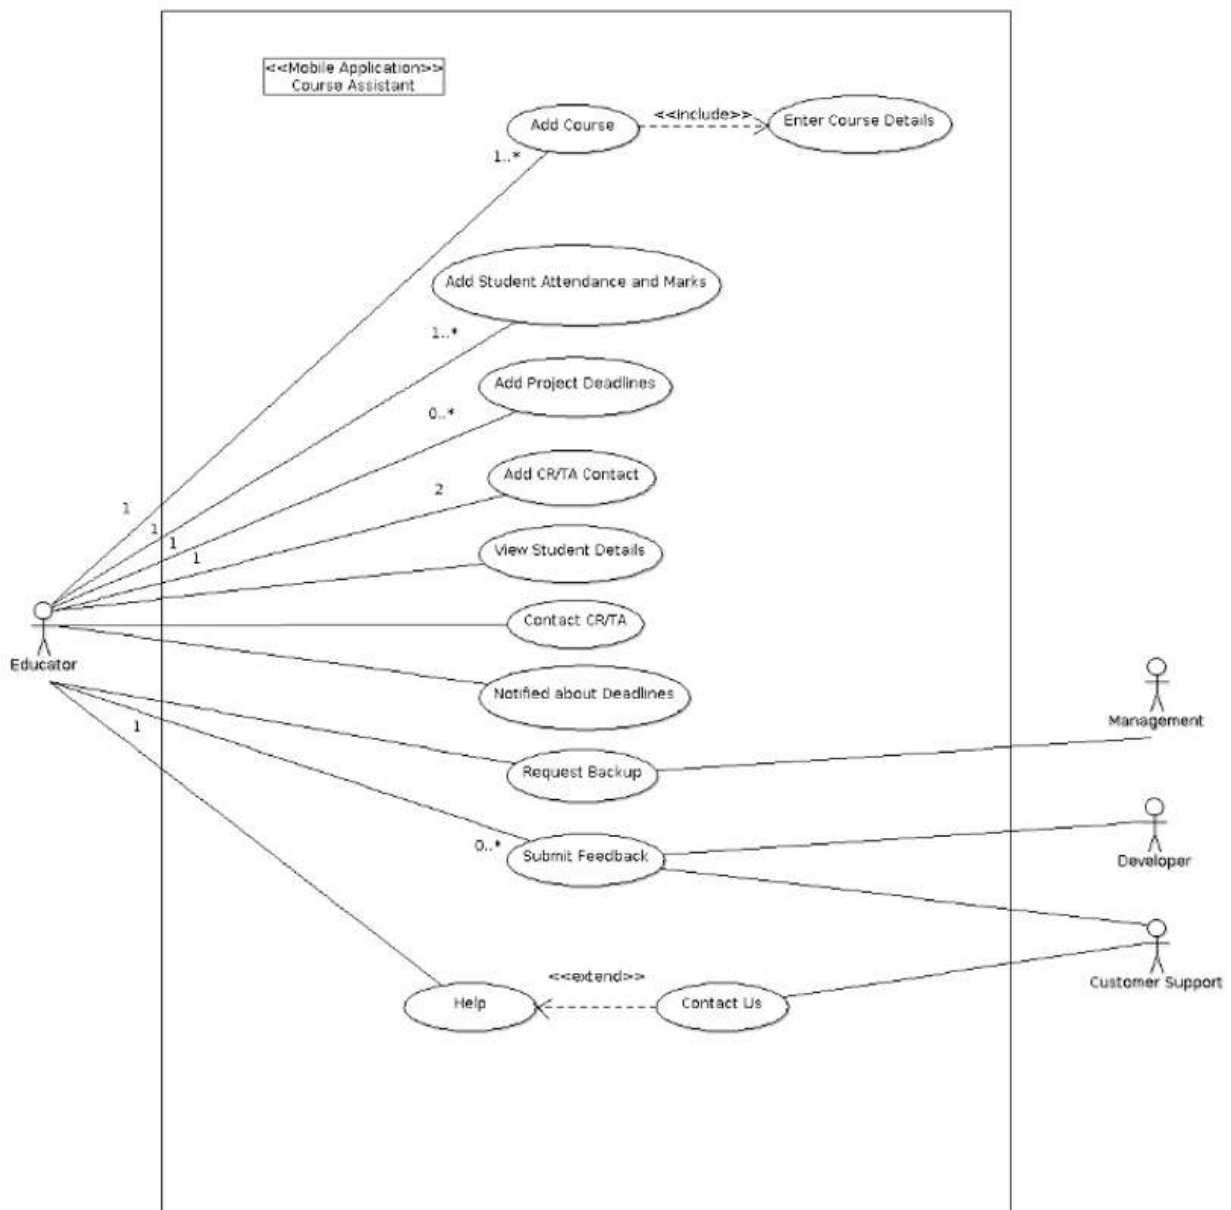 <<Mobile Application>>
Course Assistant
Add Course
<<include>>
Enter Course Details
1..*
Add Student Attendance and Marks
1..*
Add Project Deadlines
0..*
Add CR/TA Contact
2
1
1
1
1
View Student Details
Contact CR/TA
Educator
Notified about Deadlines
1
Management
Request Backup
0..*
Submit Feedback
Developer
<<extend>>
Help
Contact Us
Customer Support